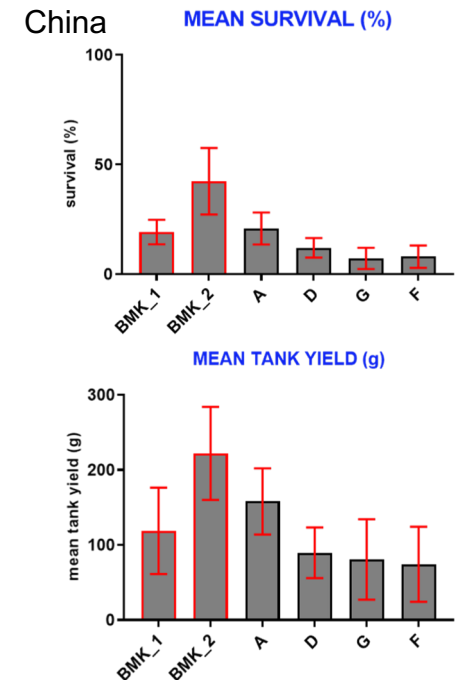 China
MEAN SURVIVAL (%)
survival (%)
100
50
0
BMK_1
BMK_2
A
D
G
F
MEAN TANK YIELD (g)
mean tank yield (g)
300
200
100
0
BMK_1
BMK_2
A
D
G
F